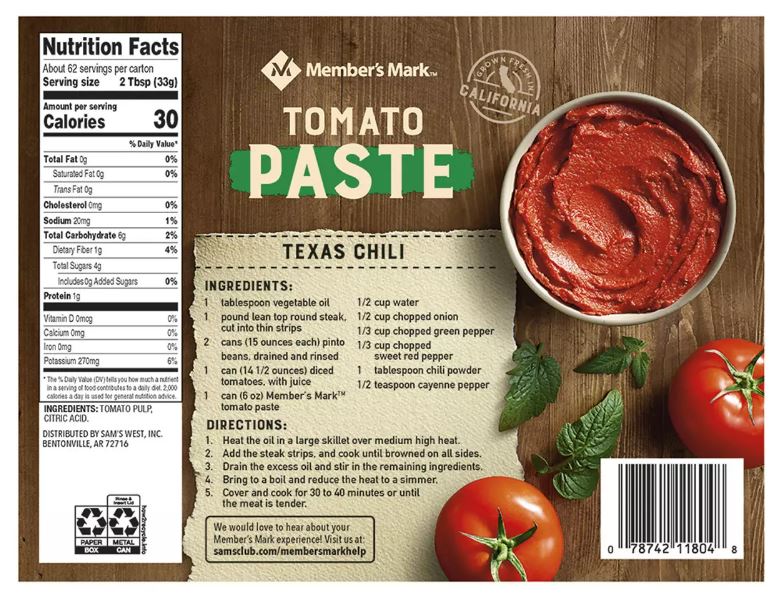 Nutrition Facts
About 62 servings per carton
Serving size 2 Tbsp (33g)
Amount per serving
Calories 30
% Daily Value*
Total Fat 0g 0%
Saturated Fat 0g 0%
Trans Fat 0g
Cholesterol 0mg 0%
Sodium 20mg 1%
Total Carbohydrate 6g 2%
Dietary Fiber 1g 4%
Total Sugars 4g
Includes 0g Added Sugars 0%
Protein 1g
Vitamin D 0mcg 0%
Calcium 0mg 0%
Iron 0mg 0%
Potassium 270mg 6%
* The % Daily Value (DV) tells you how much a nutrient
in a serving of food contributes to a daily diet. 2,000
calories a day is used for general nutrition advice.
INGREDIENTS: TOMATO PULP,
CITRIC ACID.
DISTRIBUTED BY SAM'S WEST, INC.
BENTONVILLE, AR 72716
Rinse &
Insert Lid
PAPER
BOX
METAL
CAN
how2recycle.info
Member's Mark™
TOMATO
PASTE
GROWN FRESH IN
CALIFORNIA
TEXAS CHILI
INGREDIENTS:
1 tablespoon vegetable oil
1 pound lean top round steak,
cut into thin strips
2 cans (15 ounces each) pinto
beans, drained and rinsed
1 can (14 1/2 ounces) diced
tomatoes, with juice
1 can (6 oz) Member's Mark™
tomato paste
1/2 cup water
1/2 cup chopped onion
1/3 cup chopped green pepper
1/3 cup chopped
sweet red pepper
1 tablespoon chili powder
1/2 teaspoon cayenne pepper
DIRECTIONS:
1. Heat the oil in a large skillet over medium high heat.
2. Add the steak strips, and cook until browned on all sides.
3. Drain the excess oil and stir in the remaining ingredients.
4. Bring to a boil and reduce the heat to a simmer.
5. Cover and cook for 30 to 40 minutes or until
the meat is tender.
We would love to hear about your
Member's Mark experience! Visit us at:
samsclub.com/membersmarkhelp
0 78742 11804 8